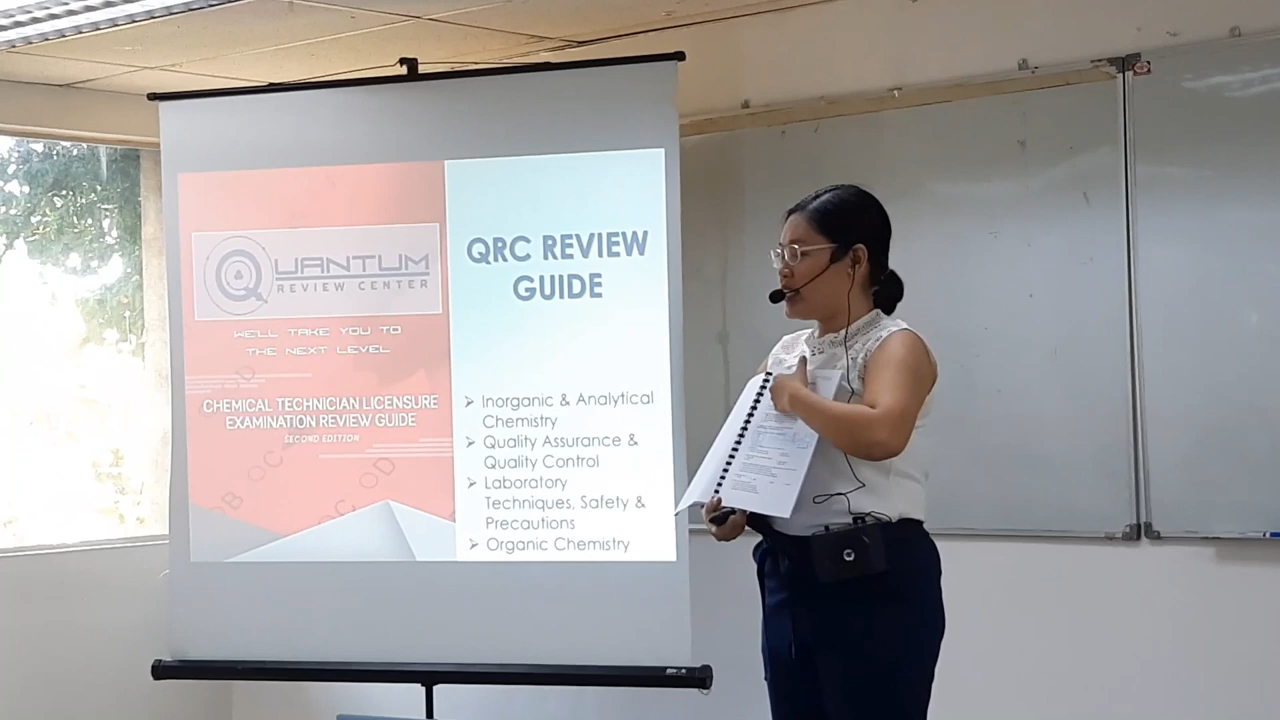 QUANTUM
REVIEW CENTER
WE'LL TAKE YOU TO
THE NEXT LEVEL
CHEMICAL TECHNICIAN LICENSURE
EXAMINATION REVIEW GUIDE
SECOND EDITION
QRC REVIEW
GUIDE
➢ Inorganic & Analytical
Chemistry
➢ Quality Assurance &
Quality Control
➢ Laboratory
Techniques, Safety &
Precautions
➢ Organic Chemistry